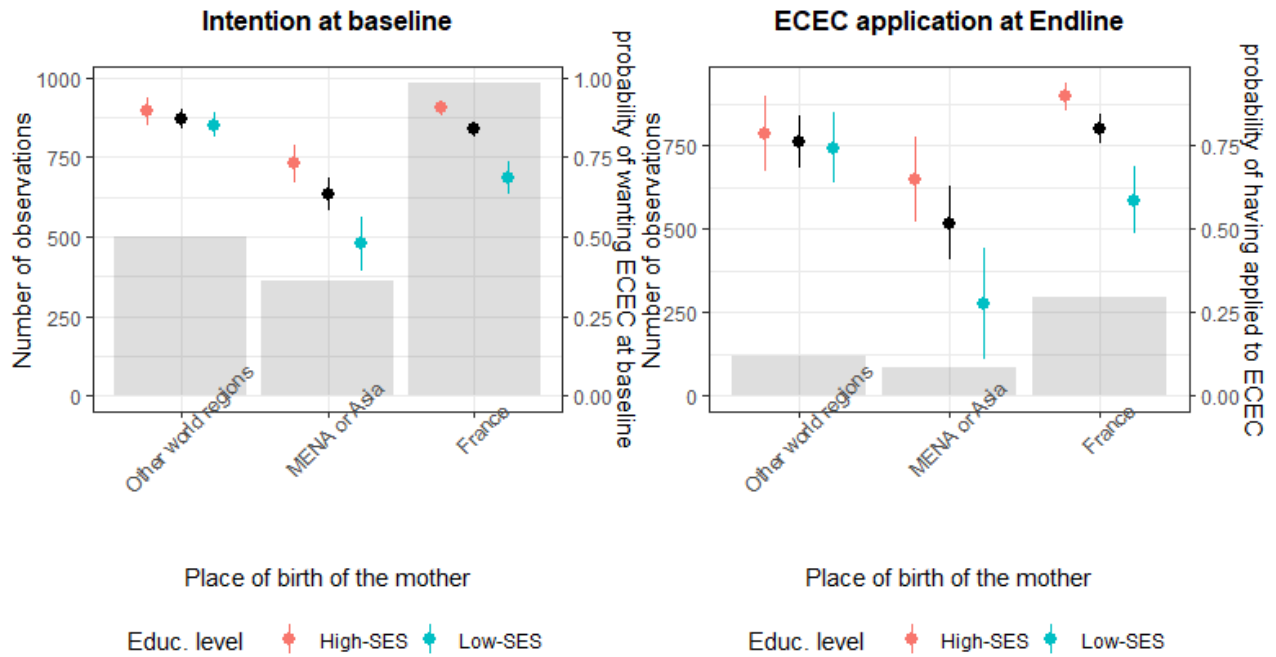 Intention at baseline
Number of observations
1000
750
500
250
0
probability of wanting ECEC at baseline
1.00
0.75
0.50
0.25
0.00
Other world regions
MENA or Asia
France
Place of birth of the mother
Educ. level High-SES Low-SES
ECEC application at Endline
Number of observations
750
500
250
0
probability of having applied to ECEC
0.75
0.50
0.25
0.00
Other world regions
MENA or Asia
France
Place of birth of the mother
Educ. level High-SES Low-SES